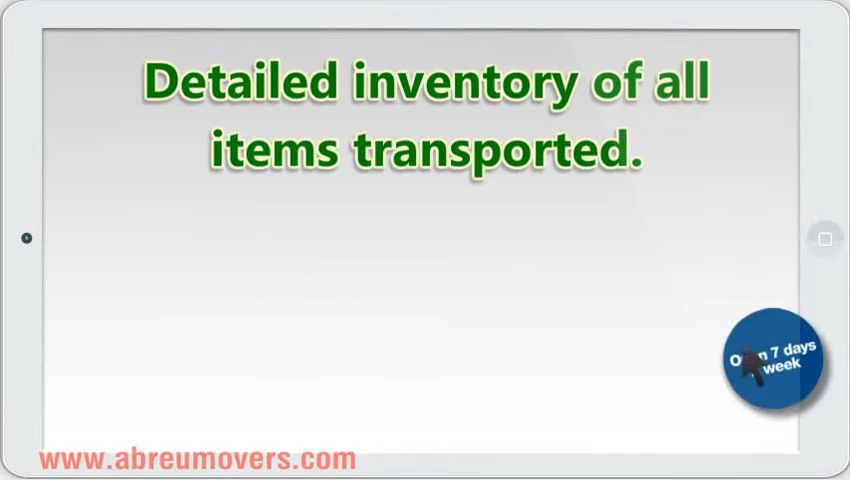 Detailed inventory of all
items transported.
7 days
week
www.abreumovers.com